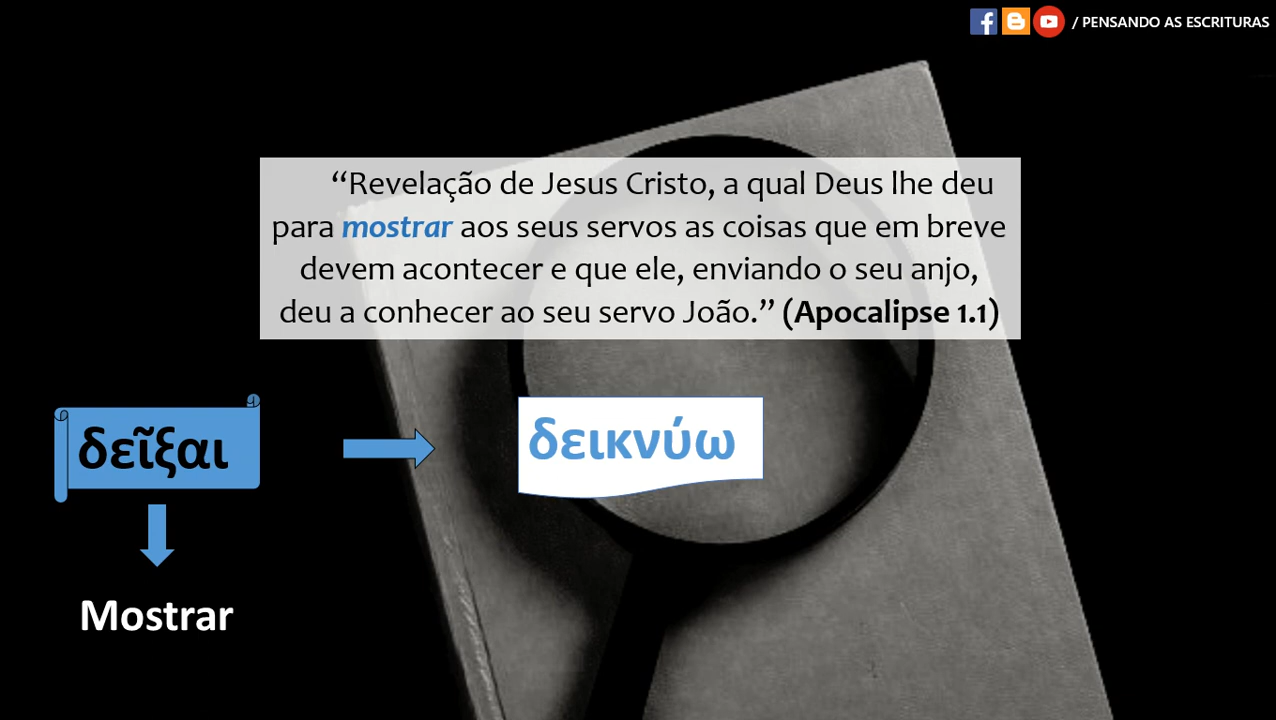 / PENSANDO AS ESCRITURAS
“Revelação de Jesus Cristo, a qual Deus lhe deu
para mostrar aos seus servos as coisas que em breve
devem acontecer e que ele, enviando o seu anjo,
deu a conhecer ao seu servo João.” (Apocalipse 1.1)
δεῖξαι
δεικνύω
Mostrar